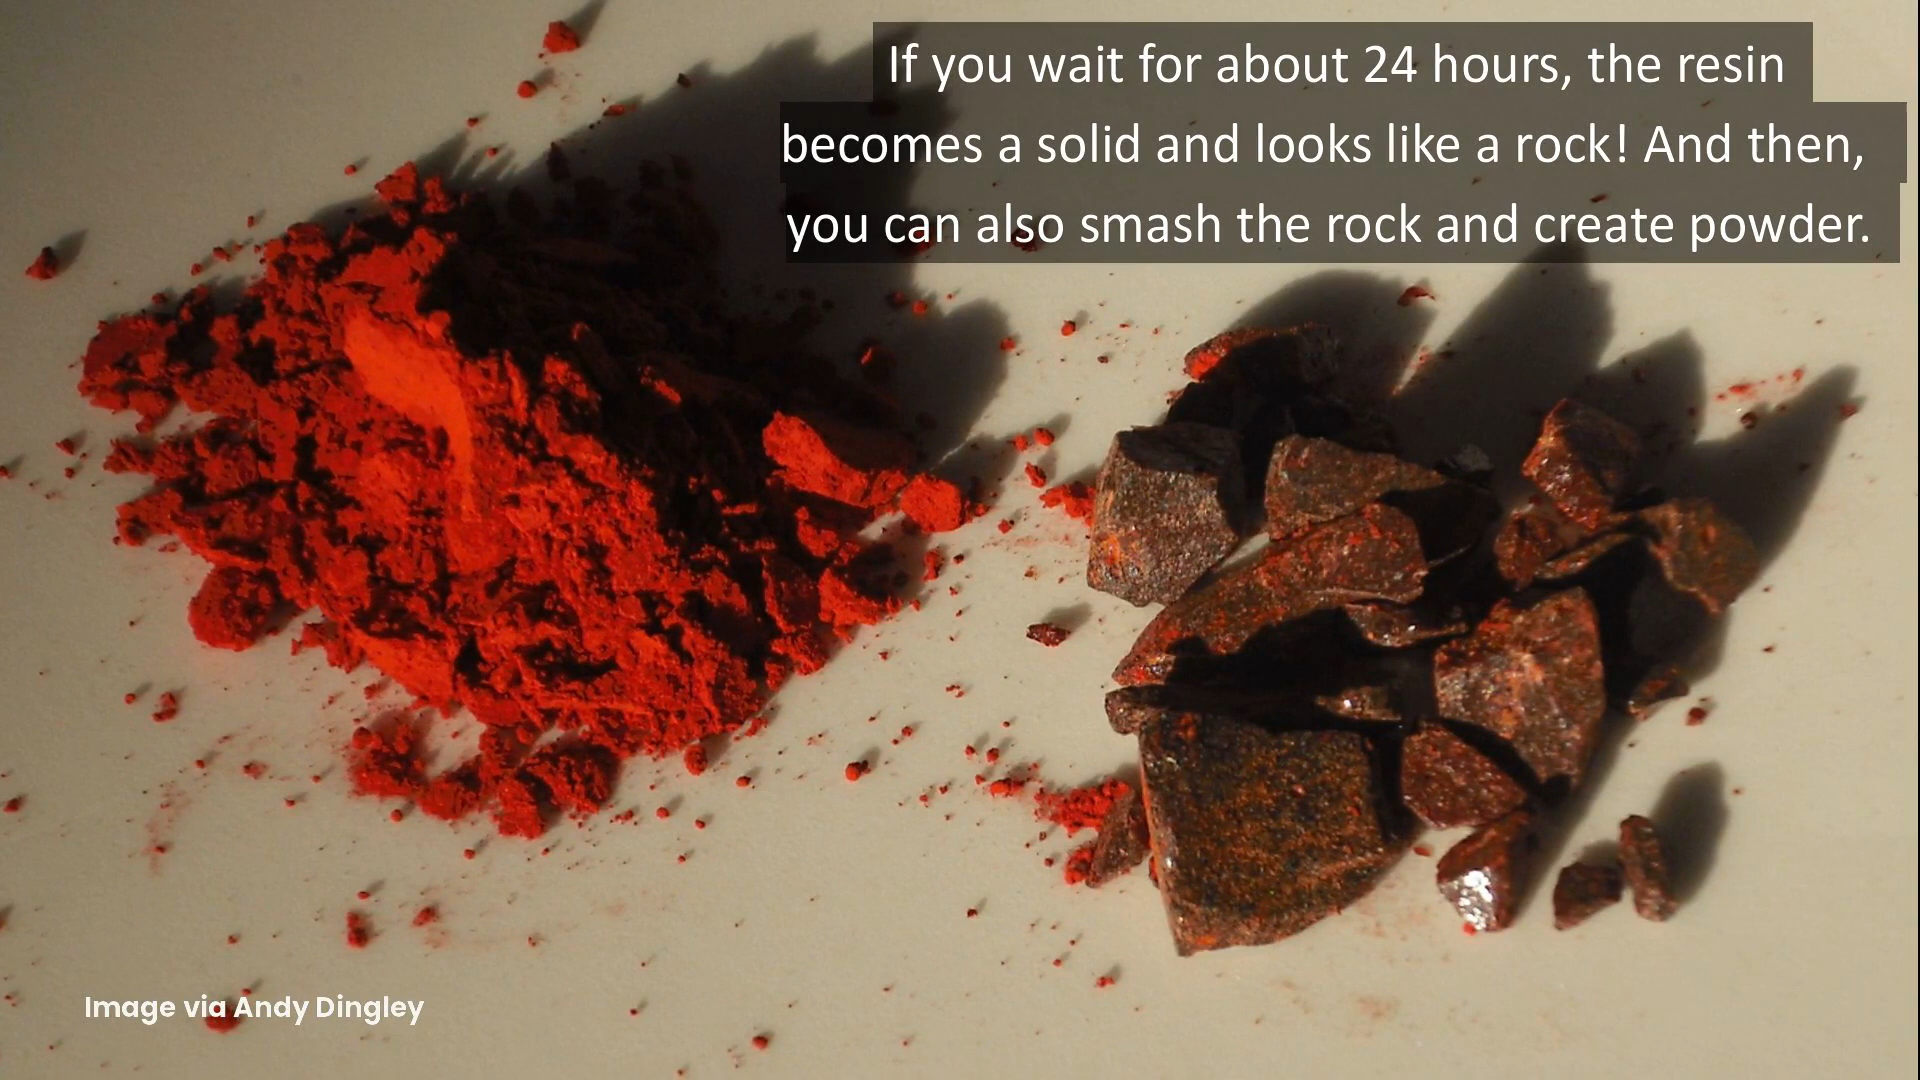 If you wait for about 24 hours, the resin
becomes a solid and looks like a rock! And then,
you can also smash the rock and create powder.
Image via Andy Dingley